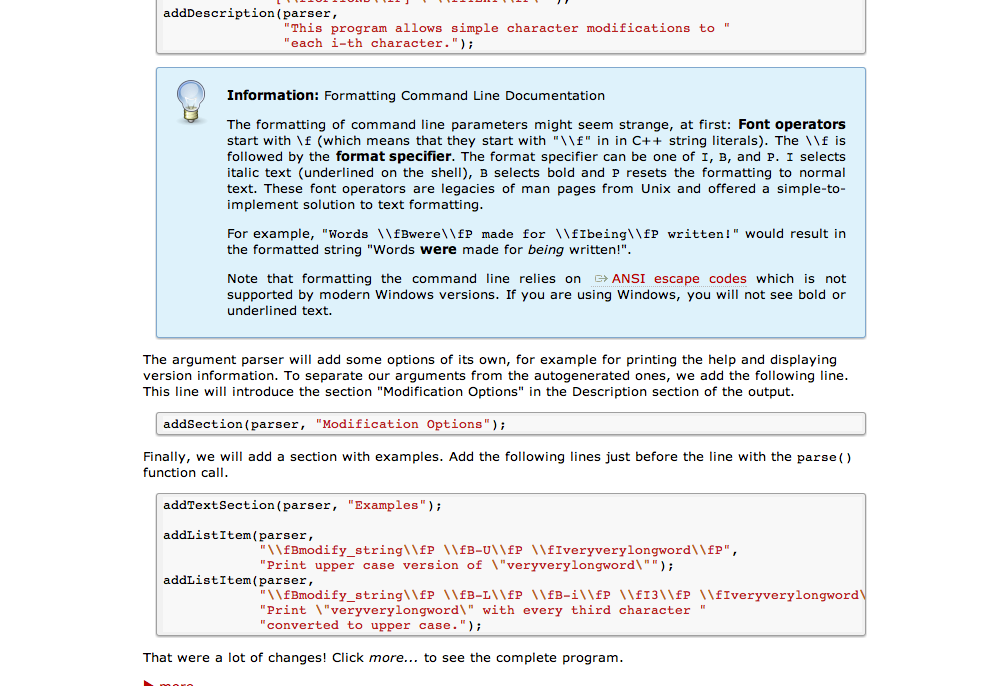 addDescription(parser,
"This program allows simple character modifications to "
"each i-th character.");
Information: Formatting Command Line Documentation
The formatting of command line parameters might seem strange, at first: Font operators
start with \f (which means that they start with "\\f" in in C++ string literals). The \\f is
followed by the format specifier. The format specifier can be one of I, B, and P. I selects
italic text (underlined on the shell), B selects bold and P resets the formatting to normal
text. These font operators are legacies of man pages from Unix and offered a simple-to-
implement solution to text formatting.
For example, "Words \\fBwere\\fP made for \\fIbeing\\fP written!" would result in
the formatted string "Words were made for being written!".
Note that formatting the command line relies on ANSI escape codes which is not
supported by modern Windows versions. If you are using Windows, you will not see bold or
underlined text.
The argument parser will add some options of its own, for example for printing the help and displaying
version information. To separate our arguments from the autogenerated ones, we add the following line.
This line will introduce the section "Modification Options" in the Description section of the output.
addSection(parser, "Modification Options");
Finally, we will add a section with examples. Add the following lines just before the line with the parse()
function call.
addTextSection(parser, "Examples");
addListItem(parser,
"\\fBmodify_string\\fP \\fB-U\\fP \\fIveryverylongword\\fP",
"Print upper case version of \"veryverylongword\"");
addListItem(parser,
"\\fBmodify_string\\fP \\fB-L\\fP \\fB-i\\fP \\fI3\\fP \\fIveryverylongword\
"Print \"veryverylongword\" with every third character "
"converted to upper case.");
That were a lot of changes! Click more... to see the complete program.